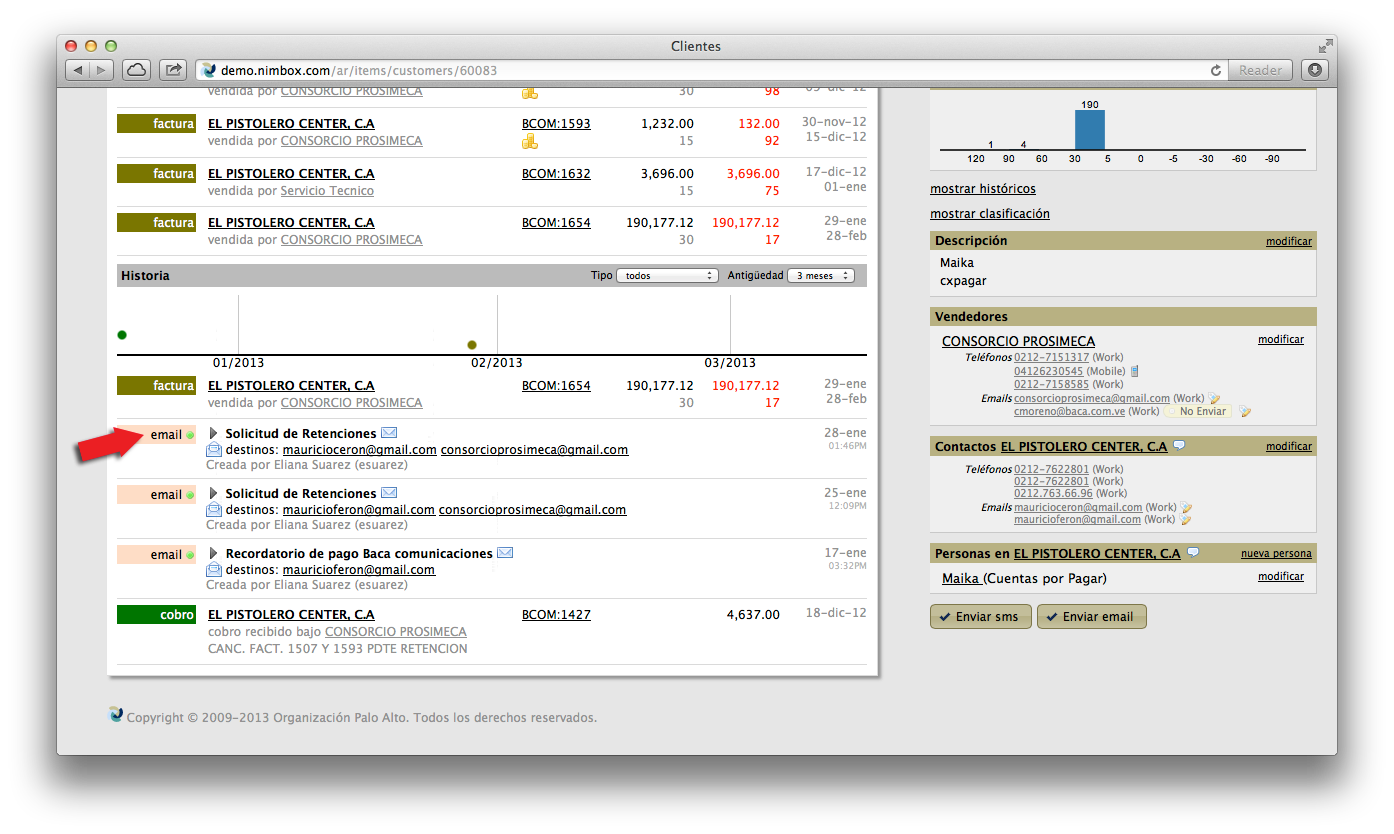 Clientes
demo.nimbox.com/ar/items/customers/60083
Reader
vendida por CONSORCIO PROSIMECA 30 98
factura EL PISTOLERO CENTER, C.A BCOM:1593 1,232.00 132.00 30-nov-12
vendida por CONSORCIO PROSIMECA 15 92 15-dic-12
factura EL PISTOLERO CENTER, C.A BCOM:1632 3,696.00 3,696.00 17-dic-12
vendida por Servicio Tecnico 15 75 01-ene
factura EL PISTOLERO CENTER, C.A BCOM:1654 190,177.12 190,177.12 29-ene
vendida por CONSORCIO PROSIMECA 30 17 28-feb
Historia Tipo todos Antigüedad 3 meses
01/2013 02/2013 03/2013
factura EL PISTOLERO CENTER, C.A BCOM:1654 190,177.12 190,177.12 29-ene
vendida por CONSORCIO PROSIMECA 30 17 28-feb
email Solicitud de Retenciones 28-ene
destinos: mauricioceron@gmail.com consorcioprosimeca@gmail.com 01:46PM
Creada por Eliana Suarez (esuarez)
email Solicitud de Retenciones 25-ene
destinos: mauricioferon@gmail.com consorcioprosimeca@gmail.com 12:09PM
Creada por Eliana Suarez (esuarez)
email Recordatorio de pago Baca comunicaciones 17-ene
destinos: mauricioferon@gmail.com 03:32PM
Creada por Eliana Suarez (esuarez)
cobro EL PISTOLERO CENTER, C.A BCOM:1427 4,637.00 18-dic-12
cobro recibido bajo CONSORCIO PROSIMECA
CANC. FACT. 1507 Y 1593 PDTE RETENCION
Copyright © 2009-2013 Organización Palo Alto. Todos los derechos reservados.
190
1 4
120 90 60 30 5 0 -5 -30 -60 -90
mostrar históricos
mostrar clasificación
Descripción modificar
Maika
cxpagar
Vendedores
CONSORCIO PROSIMECA modificar
Teléfonos 0212-7151317 (Work)
04126230545 (Mobile)
0212-7158585 (Work)
Emails consorcioprosimeca@gmail.com (Work)
cmoreno@baca.com.ve (Work) No Enviar
Contactos EL PISTOLERO CENTER, C.A modificar
Teléfonos 0212-7622801 (Work)
0212-7622801 (Work)
0212.763.66.96 (Work)
Emails mauricioceron@gmail.com (Work)
mauricioferon@gmail.com (Work)
Personas en EL PISTOLERO CENTER, C.A nueva persona
Maika (Cuentas por Pagar) modificar
Enviar sms Enviar email